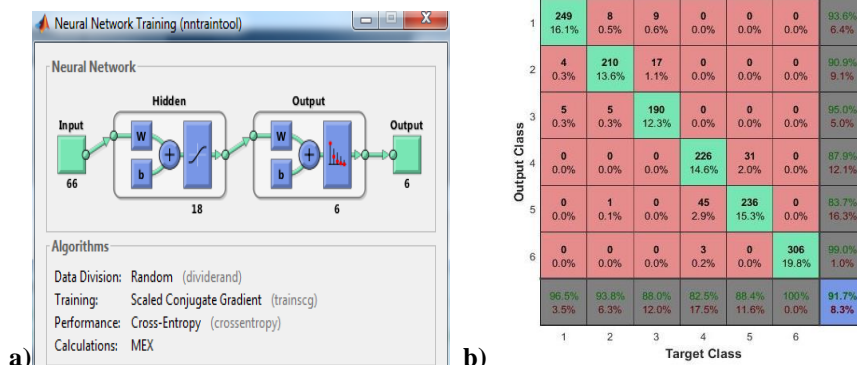 Neural Network Training (nntraintool)
Neural Network
Hidden
Output
Input
W
b
+
W
b
+
Output
66
18
6
6
Algorithms
Data Division: Random (dividerand)
Training: Scaled Conjugate Gradient (trainscg)
Performance: Cross-Entropy (crossentropy)
Calculations: MEX
a)
b)
Output Class
1 249 8 9 0 0 0 93.6%
16.1% 0.5% 0.6% 0.0% 0.0% 0.0% 6.4%
2 4 210 17 0 0 0 90.9%
0.3% 13.6% 1.1% 0.0% 0.0% 0.0% 9.1%
3 5 5 190 0 0 0 95.0%
0.3% 0.3% 12.3% 0.0% 0.0% 0.0% 5.0%
4 0 0 0 226 31 0 87.9%
0.0% 0.0% 0.0% 14.6% 2.0% 0.0% 12.1%
5 0 1 0 45 236 0 83.7%
0.0% 0.1% 0.0% 2.9% 15.3% 0.0% 16.3%
6 0 0 0 3 0 306 99.0%
0.0% 0.0% 0.0% 0.2% 0.0% 19.8% 1.0%
96.5% 93.8% 88.0% 82.5% 88.4% 100% 91.7%
3.5% 6.3% 12.0% 17.5% 11.6% 0.0% 8.3%
1 2 3 4 5 6
Target Class